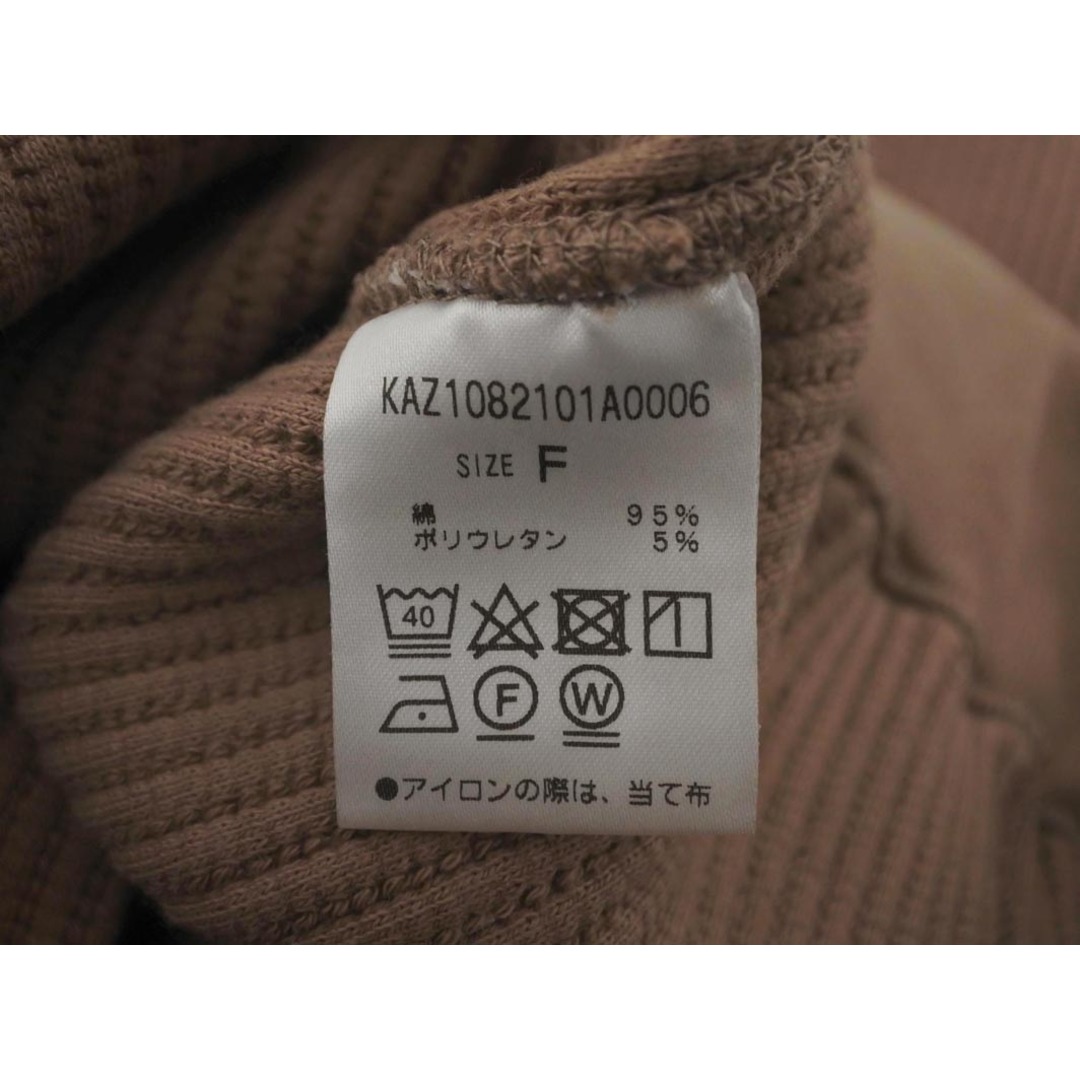 KAZ1082101A0006
SIZE F
綿 95%
ポリウレタン 5%
40
F W
●アイロンの際は、当て布